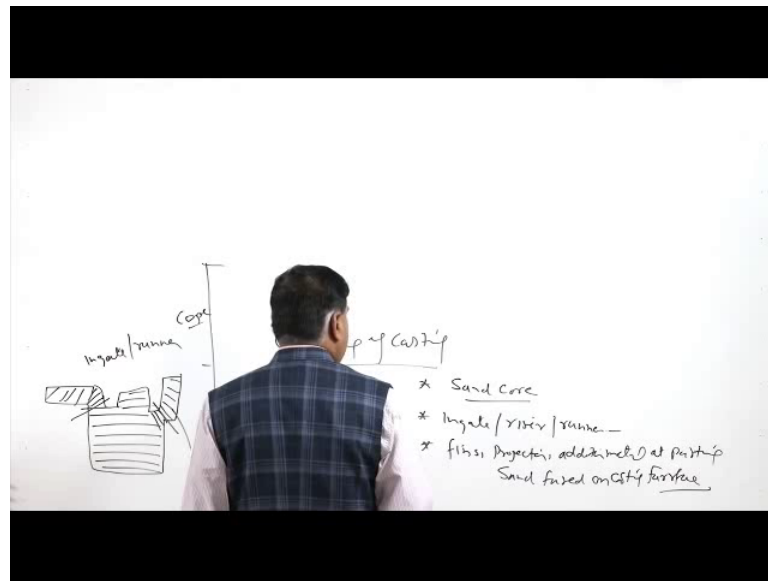 Cope
Ingate/runner
p of Casting
* Sand Core
* Ingate/riser/runner
* fins, Projection, additional at parting
Sand fused on casting surface